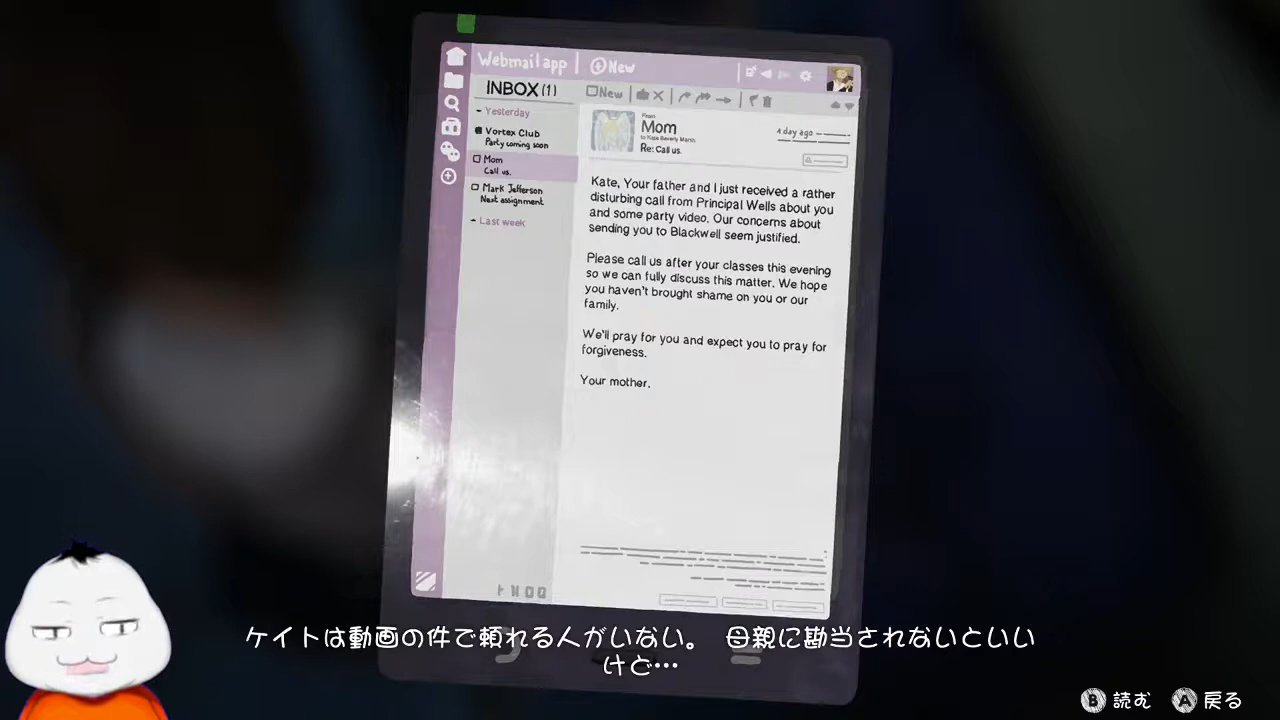 Webmail app | New
INBOX (1)
New
Yesterday
Vortex Club
Party coming soon
Mom
Call us.
Mark Jefferson
Next assignment
Last week
From
Mom
to Kate Beverly Marsh
Re: Call us.
4 day ago
Kate, Your father and I just received a rather
disturbing call from Principal Wells about you
and some party video. Our concerns about
sending you to Blackwell seem justified.
Please call us after your classes this evening
so we can fully discuss this matter. We hope
you haven't brought shame on you or our
family.
We'll pray for you and expect you to pray for
forgiveness.
Your mother.
ケイトは動画の件で頼れる人がいない。 母親に勘当されないといい
けど…
B 読む A 戻る